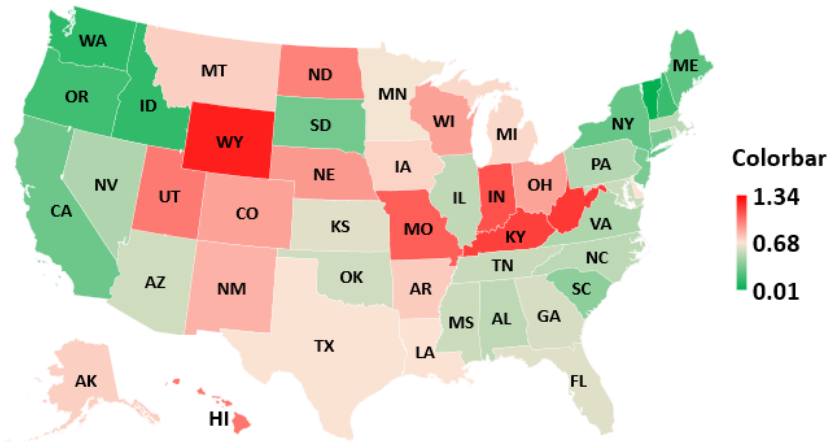 WA
ME
MT
ND
OR
MN
ID
SD
WI
NY
MI
WY
IA
PA
NE
NV
UT
IL
IN
OH
CO
CA
KS
MO
KY
VA
NC
TN
AZ
OK
NM
AR
SC
MS
AL
GA
TX
LA
AK
FL
HI
Colorbar
1.34
0.68
0.01